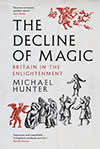 THE DECLINE
OF MAGIC
BRITAIN IN THE
ENLIGHTENMENT
MICHAEL
HUNTER